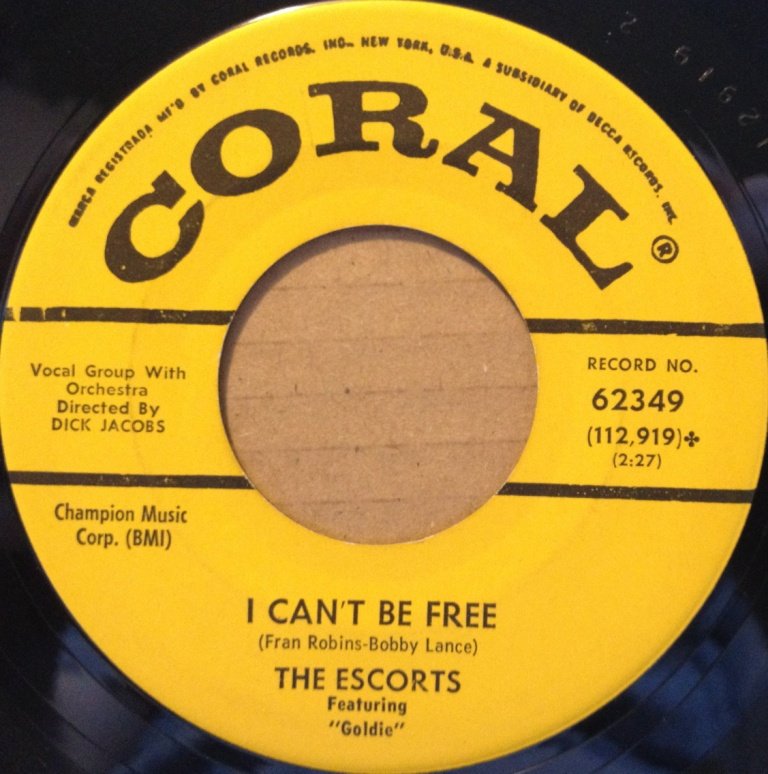 MARCA REGISTRADA MF'D BY CORAL RECORDS, INC., NEW YORK, U.S.A. A SUBSIDIARY OF DECCA RECORDS, INC.
CORAL®
Vocal Group With
Orchestra
Directed By
DICK JACOBS
RECORD NO.
62349
(112,919)✤
(2:27)
Champion Music
Corp. (BMI)
I CAN'T BE FREE
(Fran Robins-Bobby Lance)
THE ESCORTS
Featuring
"Goldie"